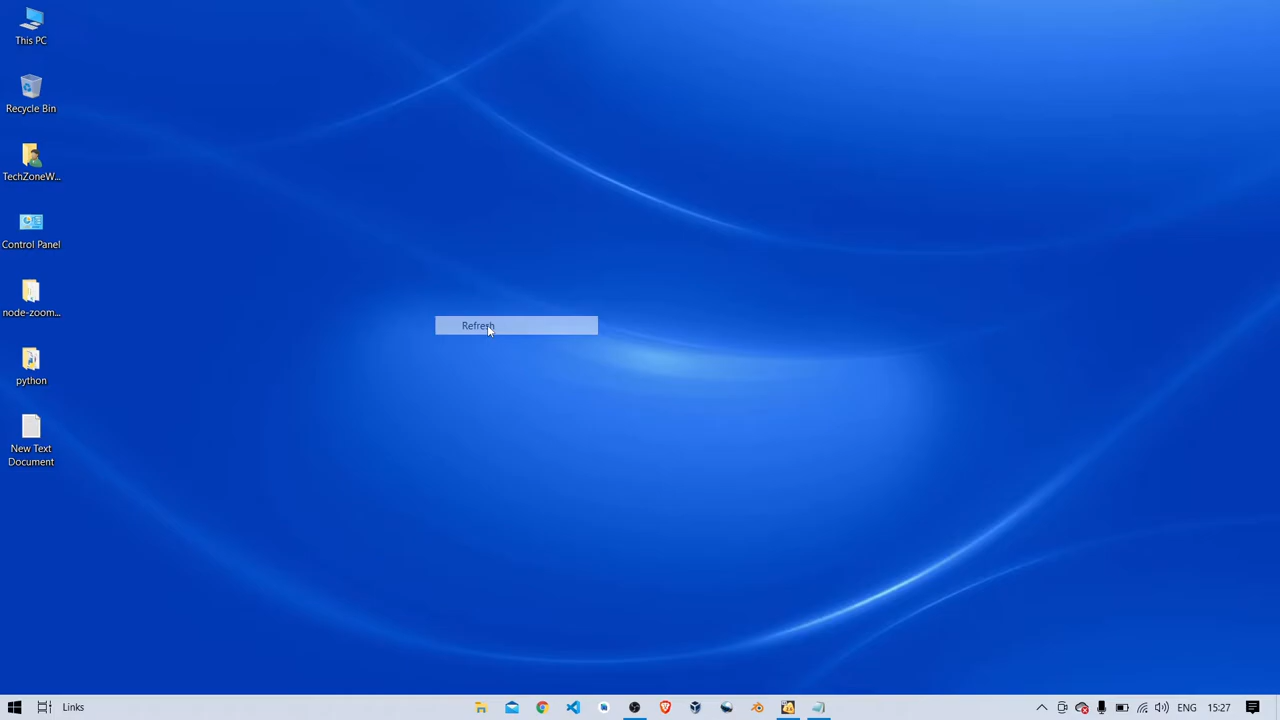 This PC
Recycle Bin
TechZoneW...
Control Panel
node-zoom...
python
New Text
Document
Refresh
Links
ENG
15:27